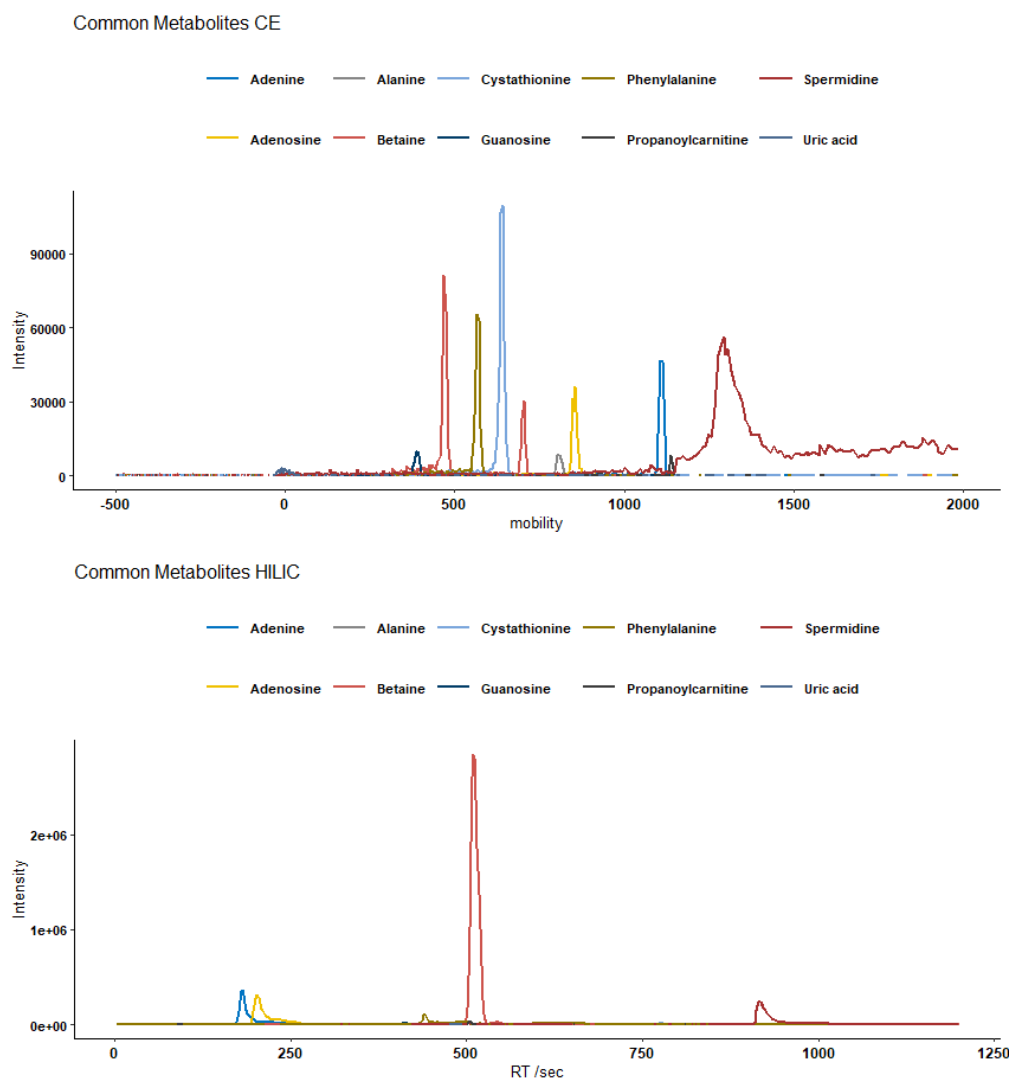 Common Metabolites CE
Adenine Alanine Cystathionine Phenylalanine Spermidine
Adenosine Betaine Guanosine Propanoylcarnitine Uric acid
90000
60000
30000
0
Intensity
-500 0 500 1000 1500 2000
mobility
Common Metabolites HILIC
Adenine Alanine Cystathionine Phenylalanine Spermidine
Adenosine Betaine Guanosine Propanoylcarnitine Uric acid
2e+06
1e+06
0e+00
Intensity
0 250 500 750 1000 1250
RT /sec